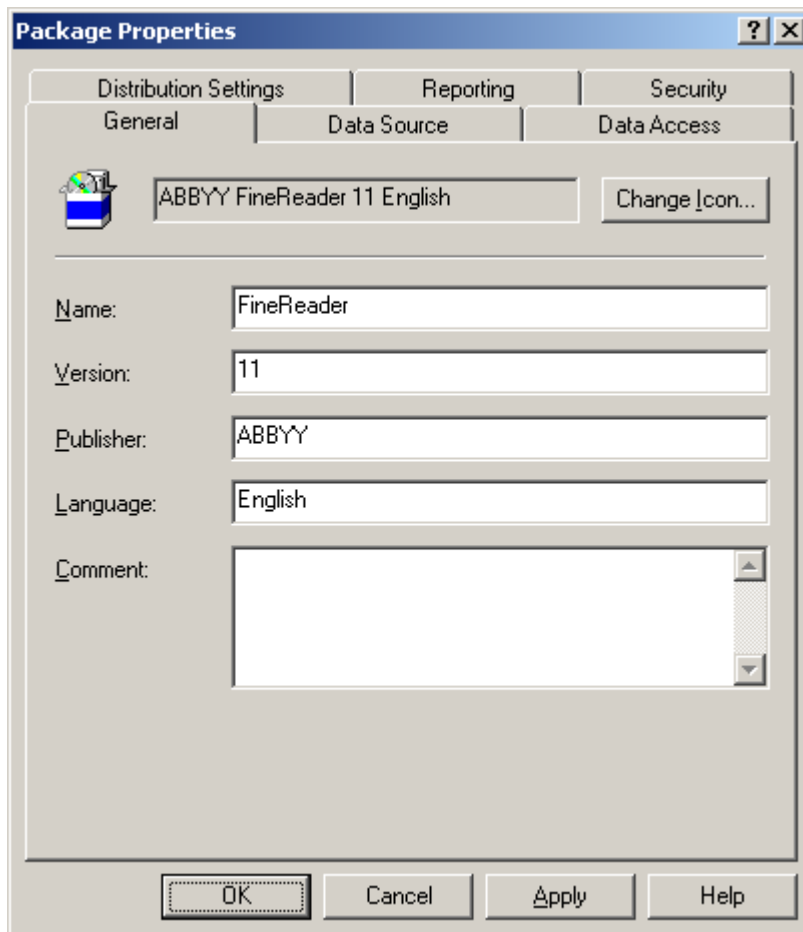 Package Properties
Distribution Settings Reporting Security
General Data Source Data Access
ABBYY FineReader 11 English Change Icon...
Name: FineReader
Version: 11
Publisher: ABBYY
Language: English
Comment:
OK Cancel Apply Help